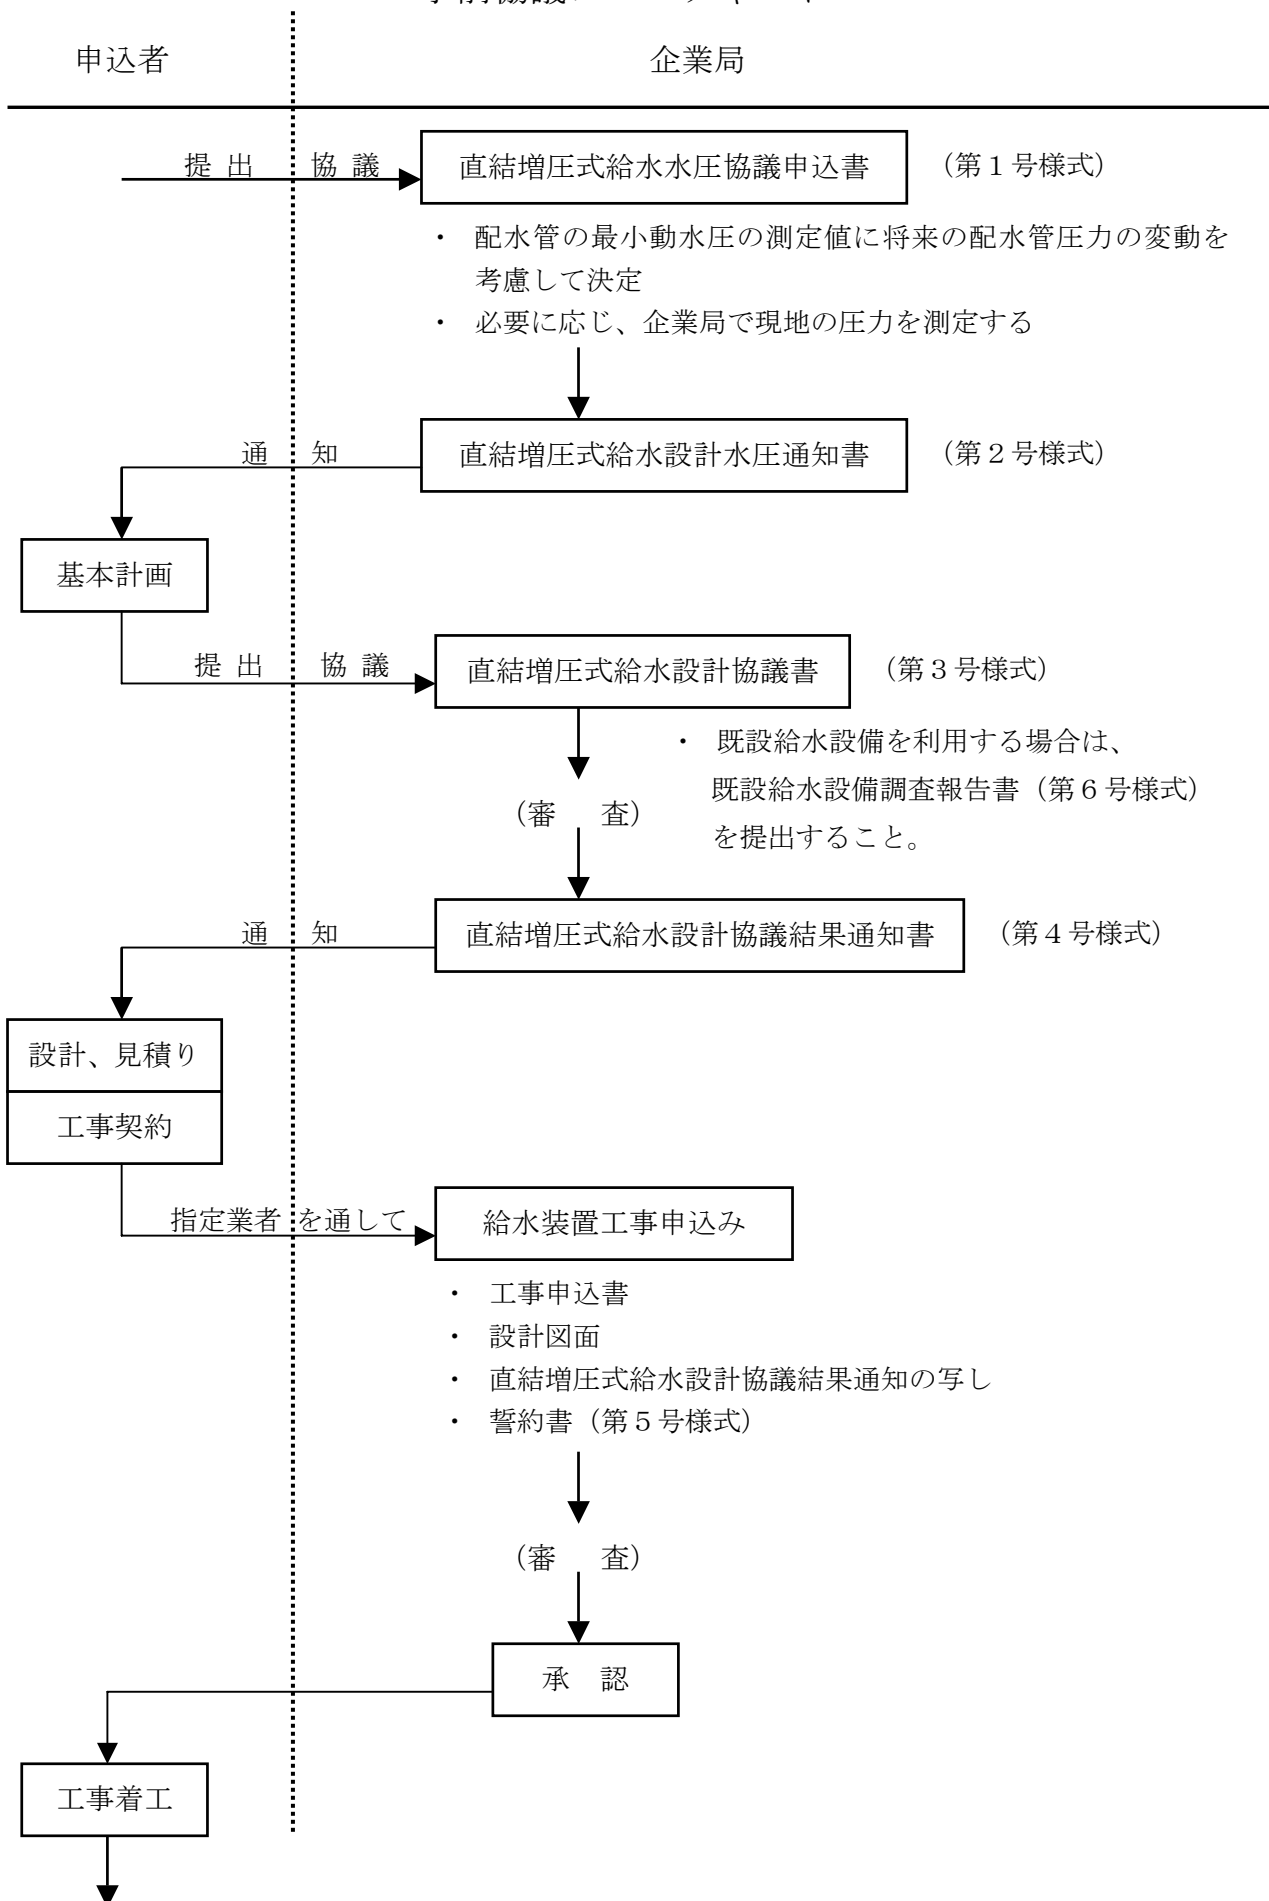 申込者
企業局
提出 協議
直結増圧式給水水圧協議申込書
（第１号様式）
・ 配水管の最小動水圧の測定値に将来の配水管圧力の変動を
考慮して決定
・ 必要に応じ、企業局で現地の圧力を測定する
通 知
直結増圧式給水設計水圧通知書
（第２号様式）
基本計画
提出 協議
直結増圧式給水設計協議書
（第３号様式）
・ 既設給水設備を利用する場合は、
既設給水設備調査報告書（第６号様式）
を提出すること。
（審 査）
通 知
直結増圧式給水設計協議結果通知書
（第４号様式）
設計、見積り
工事契約
指定業者を通して
給水装置工事申込み
・ 工事申込書
・ 設計図面
・ 直結増圧式給水設計協議結果通知の写し
・ 誓約書（第５号様式）
（審 査）
承 認
工事着工